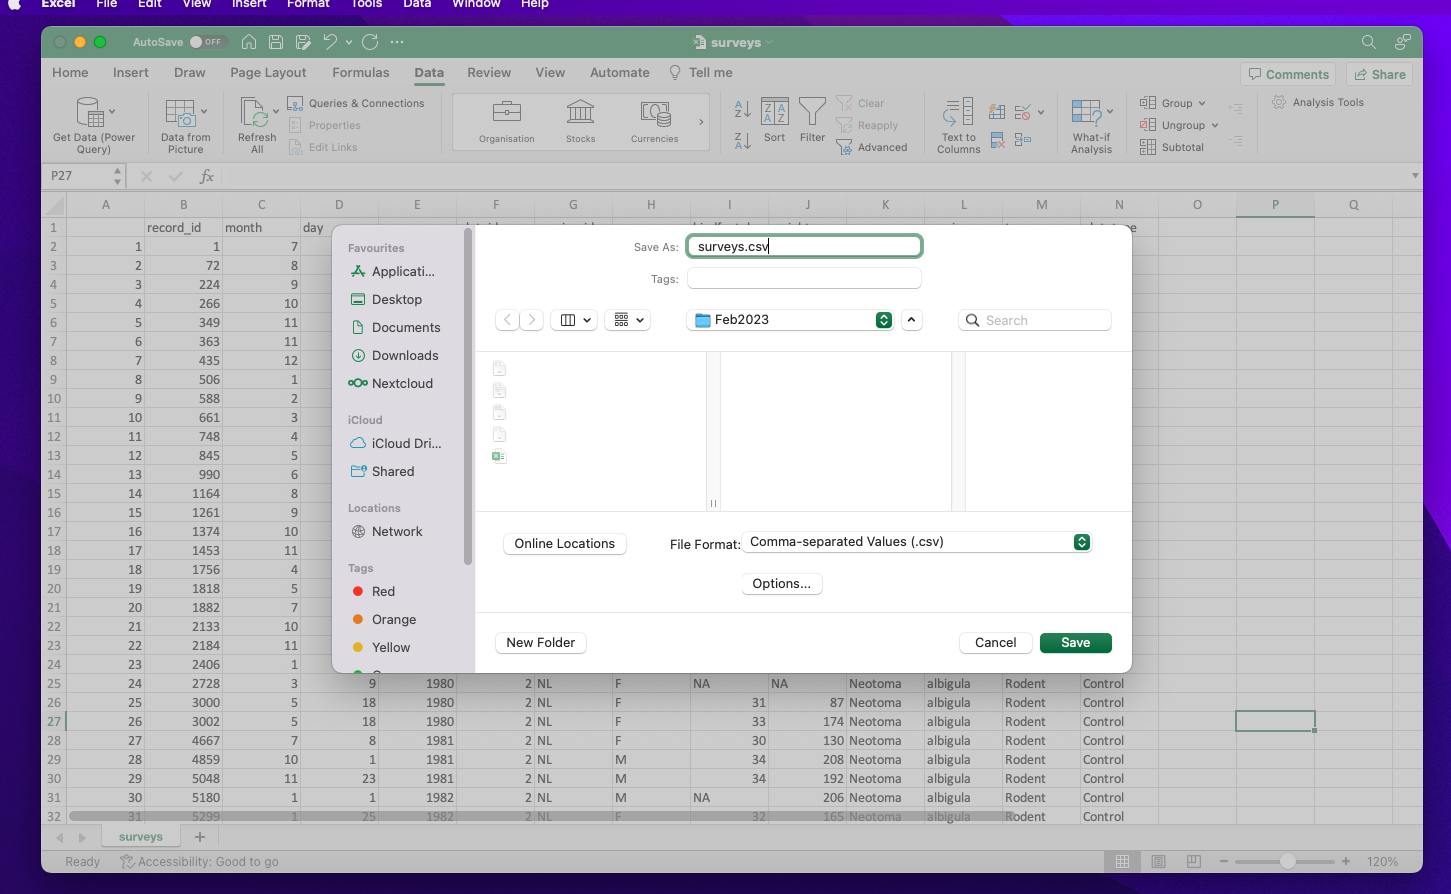 Excel File Edit View Insert Format Tools Data Window Help
AutoSave OFF surveys
Home Insert Draw Page Layout Formulas Data Review View Automate Tell me Comments Share
Get Data (Power Query)
Data from Picture
Refresh All
Queries & Connections
Properties
Edit Links
Organisation Stocks Currencies
Sort Filter
Clear
Reapply
Advanced
Text to Columns
What-if Analysis
Group
Ungroup
Subtotal
Analysis Tools
P27 fx
A B C D E F G H I J K L M N O P Q
1 record_id month day
2 1 1 7
3 2 72 8
4 3 224 9
5 4 266 10
6 5 349 11
7 6 363 11
8 7 435 12
9 8 506 1
10 9 588 2
11 10 661 3
12 11 748 4
13 12 845 5
14 13 990 6
15 14 1164 8
16 15 1261 9
17 16 1374 10
18 17 1453 11
19 18 1756 4
20 19 1818 5
21 20 1882 7
22 21 2133 10
23 22 2184 11
24 23 2406 1
25 24 2728 3 9 1980 2 NL F NA NA Neotoma albigula Rodent Control
26 25 3000 5 18 1980 2 NL F 31 87 Neotoma albigula Rodent Control
27 26 3002 5 18 1980 2 NL F 33 174 Neotoma albigula Rodent Control
28 27 4667 7 8 1981 2 NL F 30 130 Neotoma albigula Rodent Control
29 28 4859 10 1 1981 2 NL M 34 208 Neotoma albigula Rodent Control
30 29 5048 11 23 1981 2 NL M 34 192 Neotoma albigula Rodent Control
31 30 5180 1 1 1982 2 NL M NA 206 Neotoma albigula Rodent Control
32 31 5299 1 25 1982 2 NL F 32 165 Neotoma albigula Rodent Control
Favourites
Applicati...
Desktop
Documents
Downloads
Nextcloud
iCloud
iCloud Dri...
Shared
Locations
Network
Tags
Red
Orange
Yellow
Save As: surveys.csv
Tags:
Feb2023 Search
Online Locations File Format: Comma-separated Values (.csv)
Options...
New Folder Cancel Save
surveys
Ready Accessibility: Good to go 120%